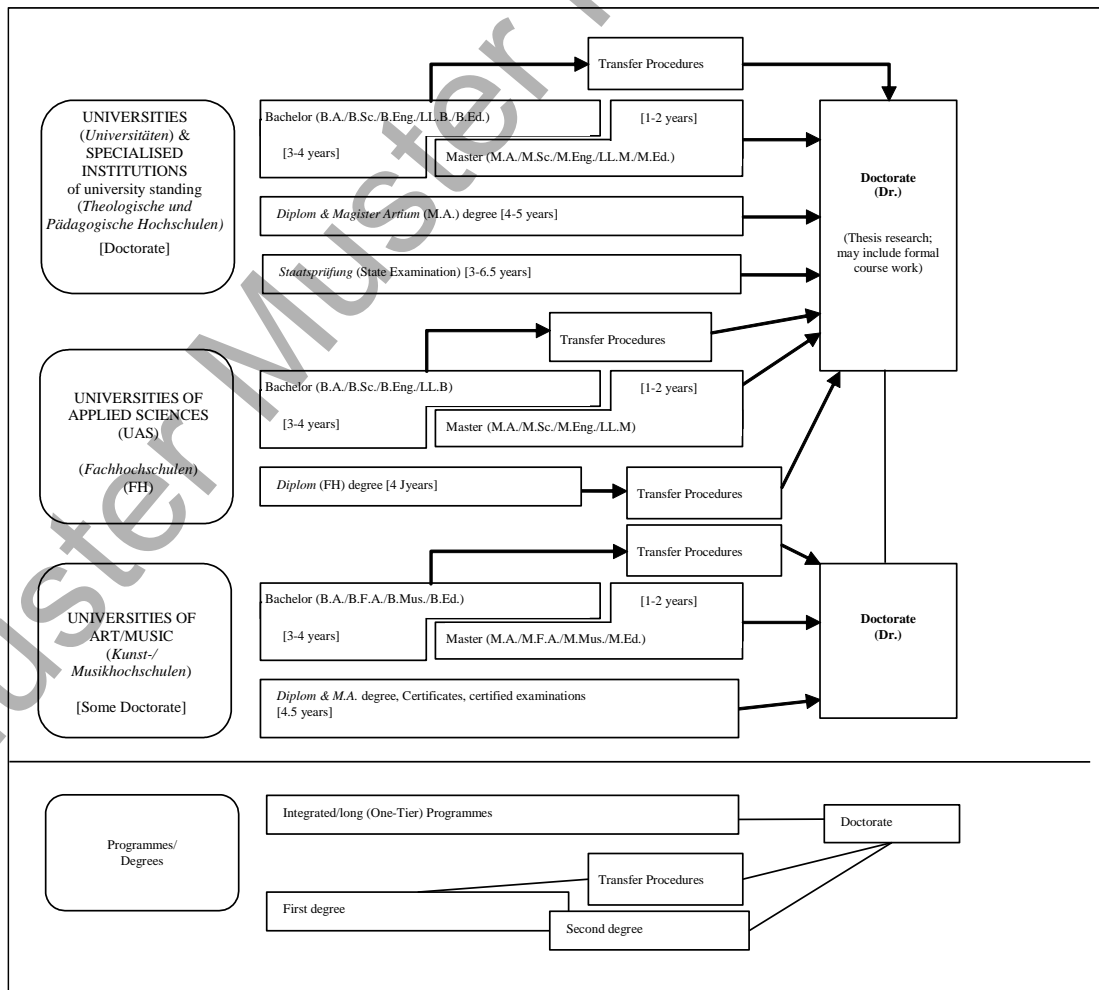 Transfer Procedures
UNIVERSITIES
(Universitäten) &
SPECIALISED
INSTITUTIONS
of university standing
(Theologische und
Pädagogische Hochschulen)
[Doctorate]
Bachelor (B.A./B.Sc./B.Eng./LL.B./B.Ed.)
[3-4 years]
[1-2 years]
Master (M.A./M.Sc./M.Eng./LL.M./M.Ed.)
Diplom & Magister Artium (M.A.) degree [4-5 years]
Staatsprüfung (State Examination) [3-6.5 years]
Doctorate
(Dr.)
(Thesis research;
may include formal
course work)
Transfer Procedures
UNIVERSITIES OF
APPLIED SCIENCES
(UAS)
(Fachhochschulen)
(FH)
Bachelor (B.A./B.Sc./B.Eng./LL.B)
[3-4 years]
[1-2 years]
Master (M.A./M.Sc./M.Eng./LL.M)
Diplom (FH) degree [4 Jyears]
Transfer Procedures
Transfer Procedures
UNIVERSITIES OF
ART/MUSIC
(Kunst-/
Musikhochschulen)
[Some Doctorate]
Bachelor (B.A./B.F.A./B.Mus./B.Ed.)
[3-4 years]
[1-2 years]
Master (M.A./M.F.A./M.Mus./M.Ed.)
Diplom & M.A. degree, Certificates, certified examinations
[4.5 years]
Doctorate
(Dr.)
Programmes/
Degrees
Integrated/long (One-Tier) Programmes
Doctorate
Transfer Procedures
First degree
Second degree
Muster Muster